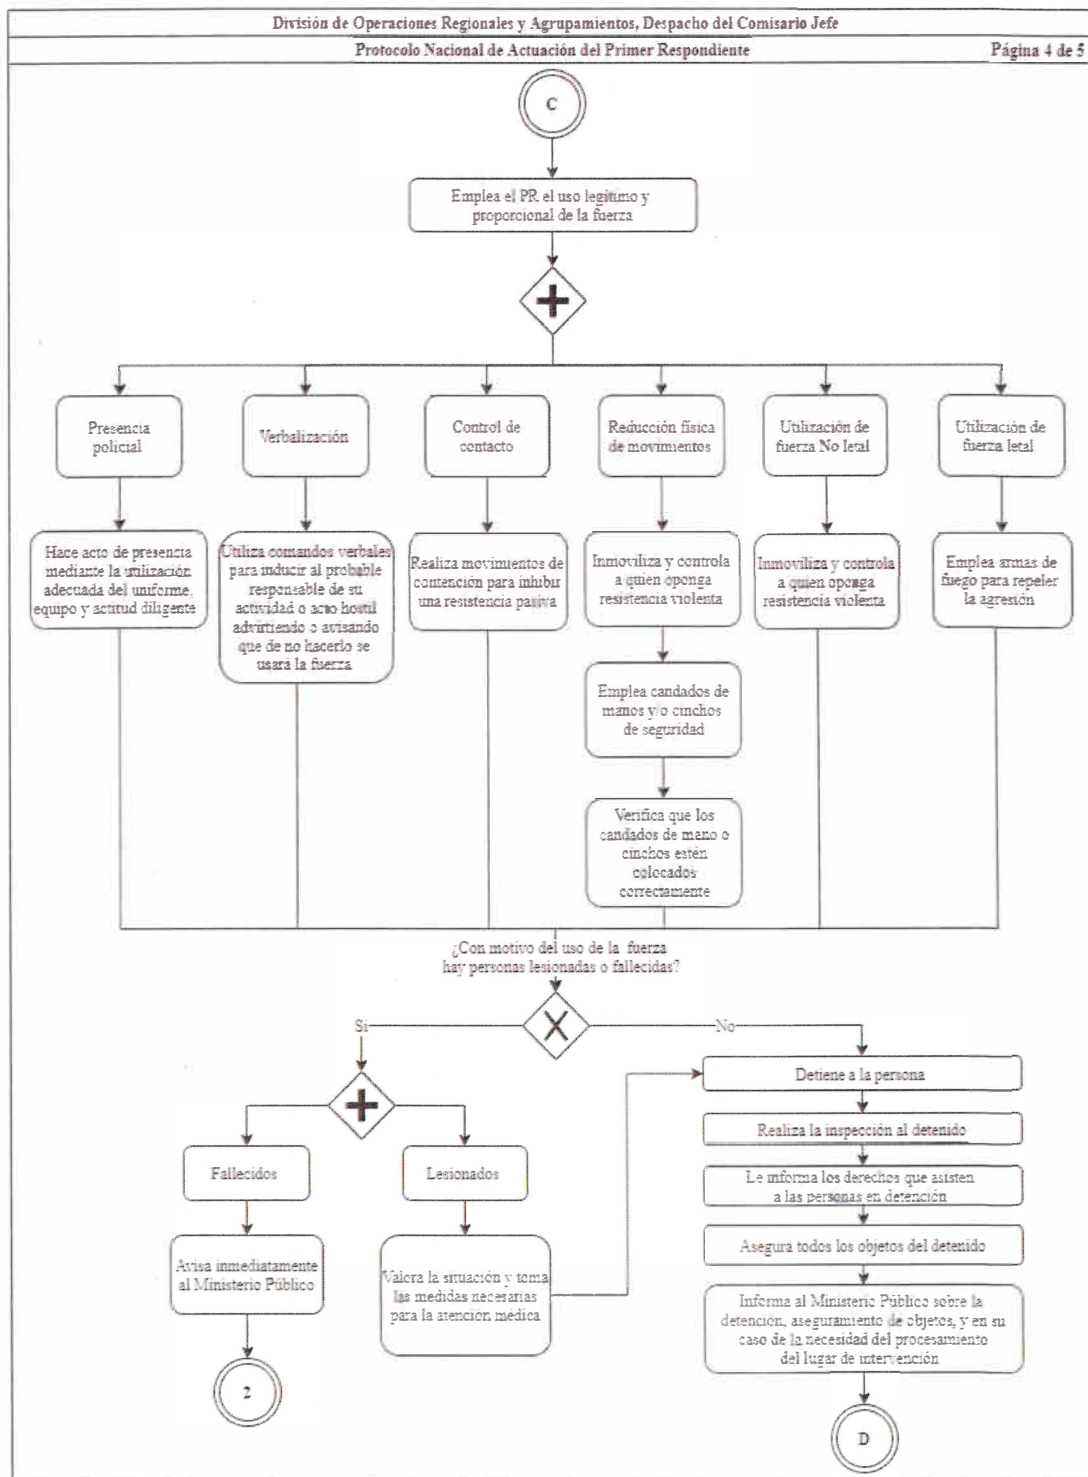 División de Operaciones Regionales y Agrupamientos, Despacho del Comisario Jefe
Protocolo Nacional de Actuación del Primer Respondiente
Página 4 de 5
C
Emplea el PR el uso legítimo y
proporcional de la fuerza
Presencia
policial
Verbalización
Control de
contacto
Reducción física
de movimientos
Utilización de
fuerza No letal
Utilización de
fuerza letal
Hace acto de presencia
mediante la utilización
adecuada del uniforme,
equipo y actitud diligente
Utiliza comandos verbales
para inducir al probable
responsable de su
actividad o acto hostil
advirtiendo o avisando
que de no hacerlo se
usará la fuerza
Realiza movimientos de
contención para inhibir
una resistencia pasiva
Inmoviliza y controla
a quien oponga
resistencia violenta
Inmoviliza y controla
a quien oponga
resistencia violenta
Emplea armas de
fuego para repeler
la agresión
Emplea candados de
manos y/o cinchos
de seguridad
Verifica que los
candados de mano o
cinchos estén
colocados
correctamente
¿Con motivo del uso de la fuerza
hay personas lesionadas o fallecidas?
Si
No
Detiene a la persona
Realiza la inspección al detenido
Fallecidos
Lesionados
Le informa los derechos que asisten
a las personas en detención
Asegura todos los objetos del detenido
Avisa inmediatamente
al Ministerio Público
Valora la situación y toma
las medidas necesarias
para la atención médica
Informa al Ministerio Público sobre la
detención, aseguramiento de objetos, y en su
caso de la necesidad del procesamiento
del lugar de intervención
2
D